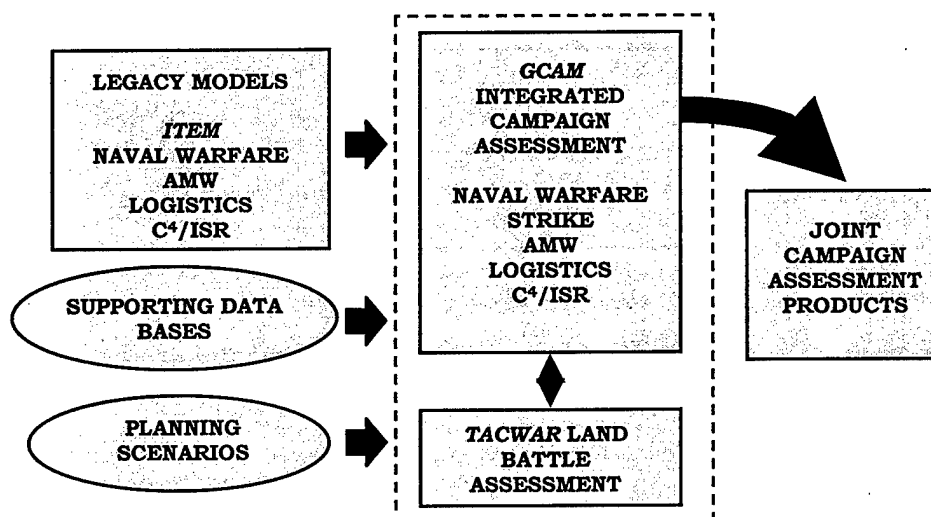 LEGACY MODELS
ITEM
NAVAL WARFARE
AMW
LOGISTICS
C⁴/ISR
SUPPORTING DATA
BASES
PLANNING
SCENARIOS
GCAM
INTEGRATED
CAMPAIGN
ASSESSMENT
NAVAL WARFARE
STRIKE
AMW
LOGISTICS
C⁴/ISR
TACWAR LAND
BATTLE
ASSESSMENT
JOINT
CAMPAIGN
ASSESSMENT
PRODUCTS